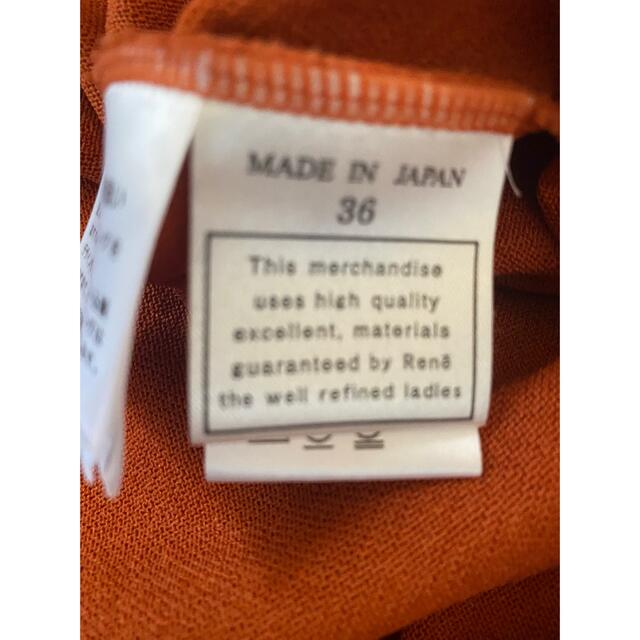 MADE IN JAPAN
36
This merchandise
uses high quality
excellent, materials
guaranteed by Renē
the well refined ladies